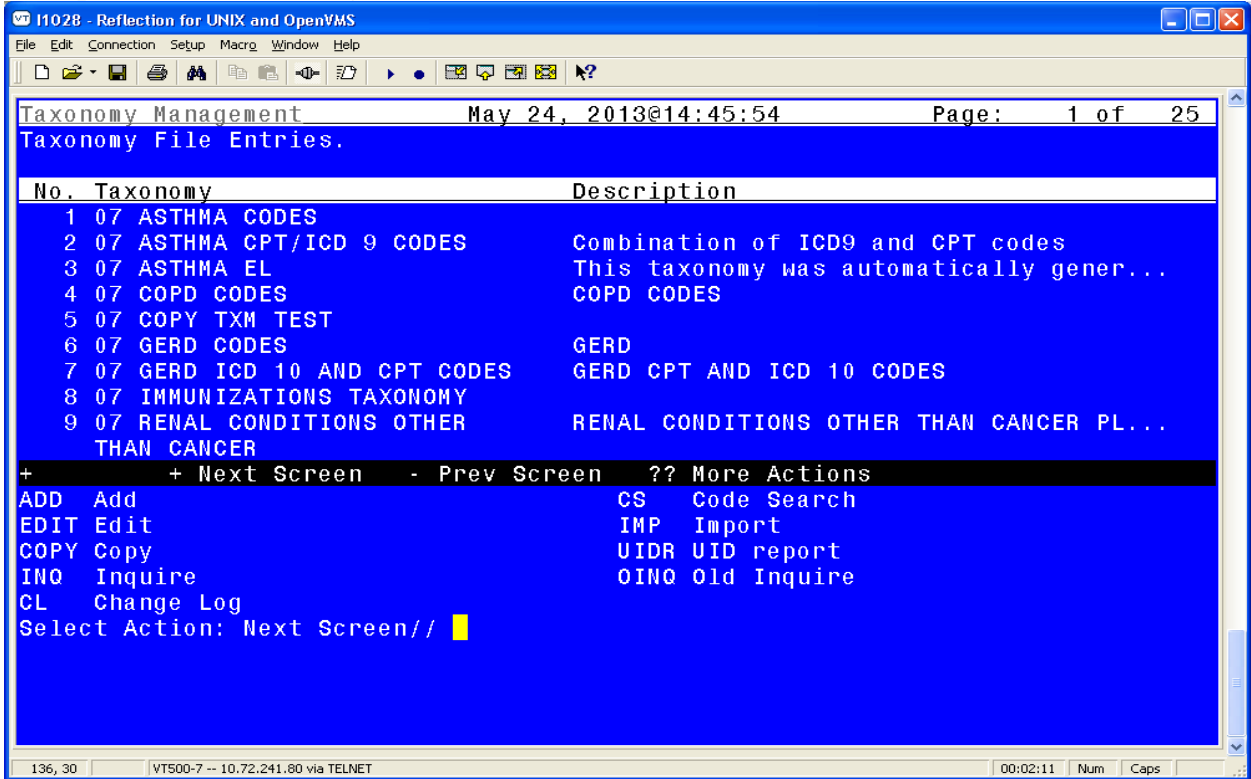 I1028 - Reflection for UNIX and OpenVMS
File Edit Connection Setup Macro Window Help
Taxonomy Management May 24, 2013@14:45:54 Page: 1 of 25
Taxonomy File Entries.
No. Taxonomy Description
1 07 ASTHMA CODES
2 07 ASTHMA CPT/ICD 9 CODES Combination of ICD9 and CPT codes
3 07 ASTHMA EL This taxonomy was automatically gener...
4 07 COPD CODES COPD CODES
5 07 COPY TXM TEST
6 07 GERD CODES GERD
7 07 GERD ICD 10 AND CPT CODES GERD CPT AND ICD 10 CODES
8 07 IMMUNIZATIONS TAXONOMY
9 07 RENAL CONDITIONS OTHER RENAL CONDITIONS OTHER THAN CANCER PL...
THAN CANCER
+ + Next Screen - Prev Screen ?? More Actions
ADD Add CS Code Search
EDIT Edit IMP Import
COPY Copy UIDR UID report
INQ Inquire OINQ Old Inquire
CL Change Log
Select Action: Next Screen//
136, 30 VT500-7 -- 10.72.241.80 via TELNET 00:02:11 Num Caps